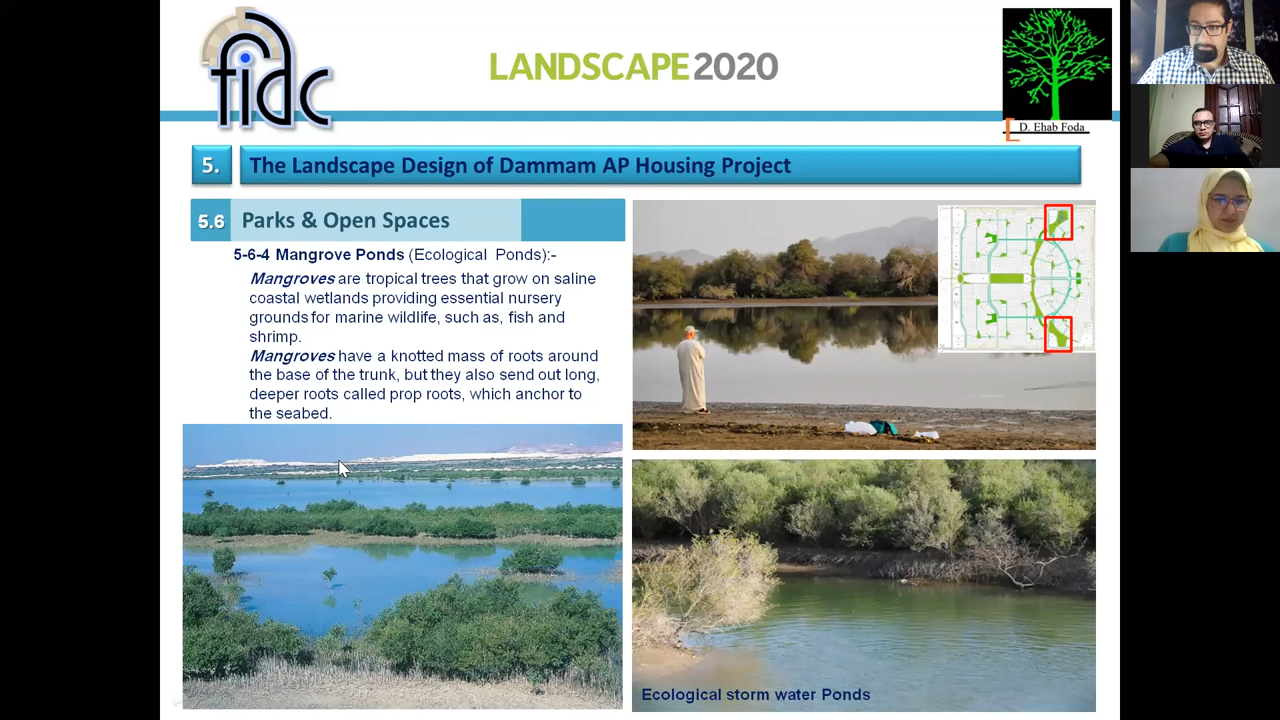 fidc
LANDSCAPE2020
D. Ehab Foda
5.
The Landscape Design of Dammam AP Housing Project
5.6
Parks & Open Spaces
5-6-4 Mangrove Ponds (Ecological Ponds):-
Mangroves are tropical trees that grow on saline
coastal wetlands providing essential nursery
grounds for marine wildlife, such as, fish and
shrimp.
Mangroves have a knotted mass of roots around
the base of the trunk, but they also send out long,
deeper roots called prop roots, which anchor to
the seabed.
Ecological storm water Ponds